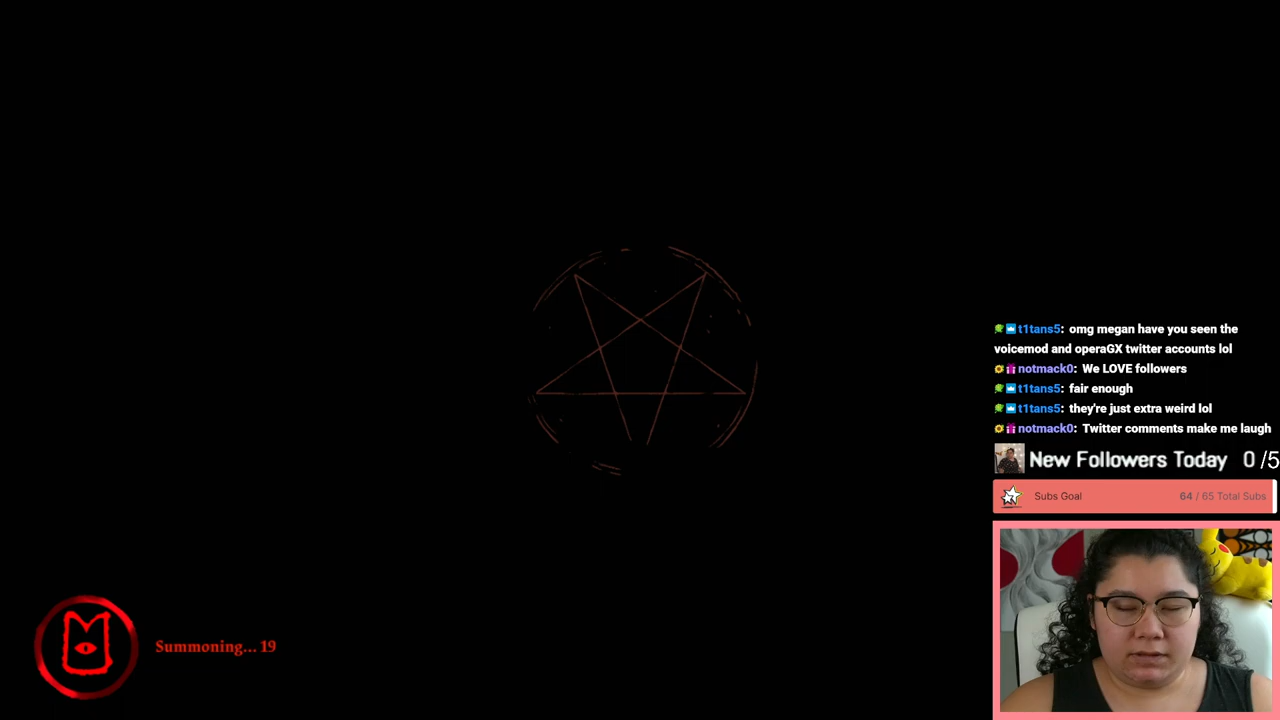 t1tans5: omg megan have you seen the
voicemod and operaGX twitter accounts lol
notmack0: We LOVE followers
t1tans5: fair enough
t1tans5: they're just extra weird lol
notmack0: Twitter comments make me laugh
New Followers Today 0 /5
Subs Goal 64 / 65 Total Subs
Summoning... 19